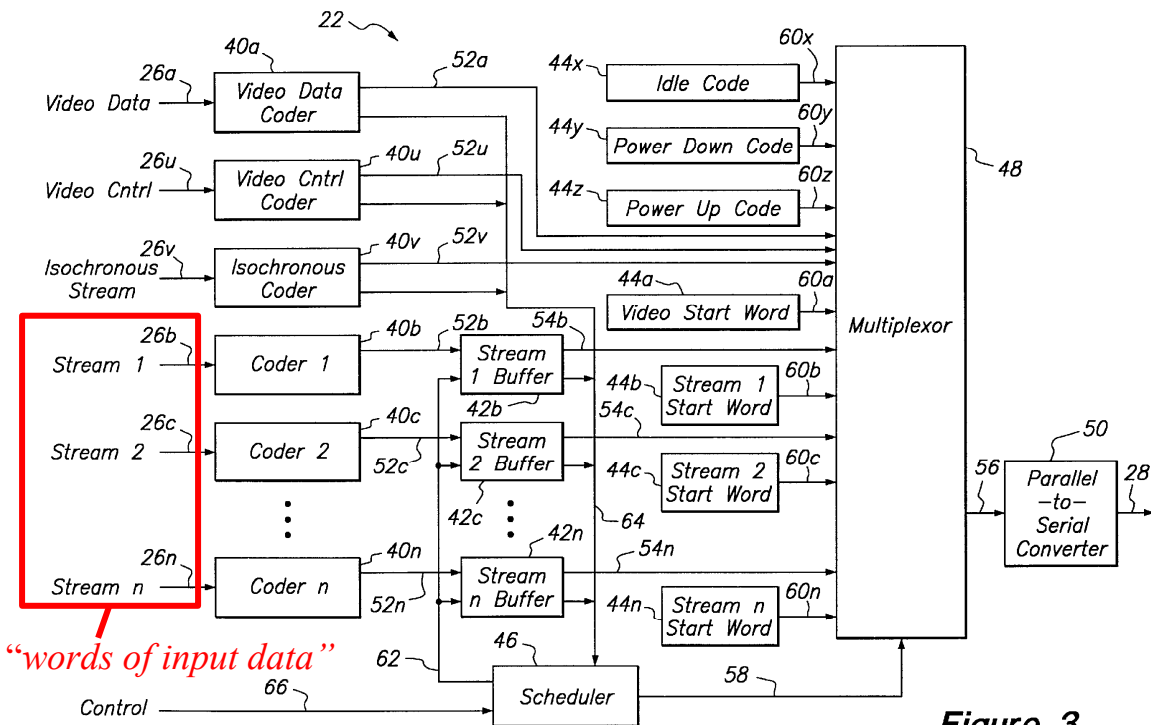 22
40a
26a
Video Data
Video Data
Coder
52a
44x
Idle Code
60x
44y
Power Down Code
60y
26u
Video Cntrl
40u
Video Cntrl
Coder
52u
44z
Power Up Code
60z
48
26v
Isochronous
Stream
40v
Isochronous
Coder
52v
44a
Video Start Word
60a
Multiplexor
26b
Stream 1
40b
Coder 1
52b
Stream
1 Buffer
42b
54b
44b
Stream 1
Start Word
60b
26c
Stream 2
40c
Coder 2
52c
Stream
2 Buffer
42c
54c
44c
Stream 2
Start Word
60c
64
50
56
Parallel
-to-
Serial
Converter
28
26n
Stream n
40n
Coder n
52n
42n
Stream
n Buffer
54n
44n
Stream n
Start Word
60n
“words of input data”
62
46
Scheduler
58
Control
66
Figure 3